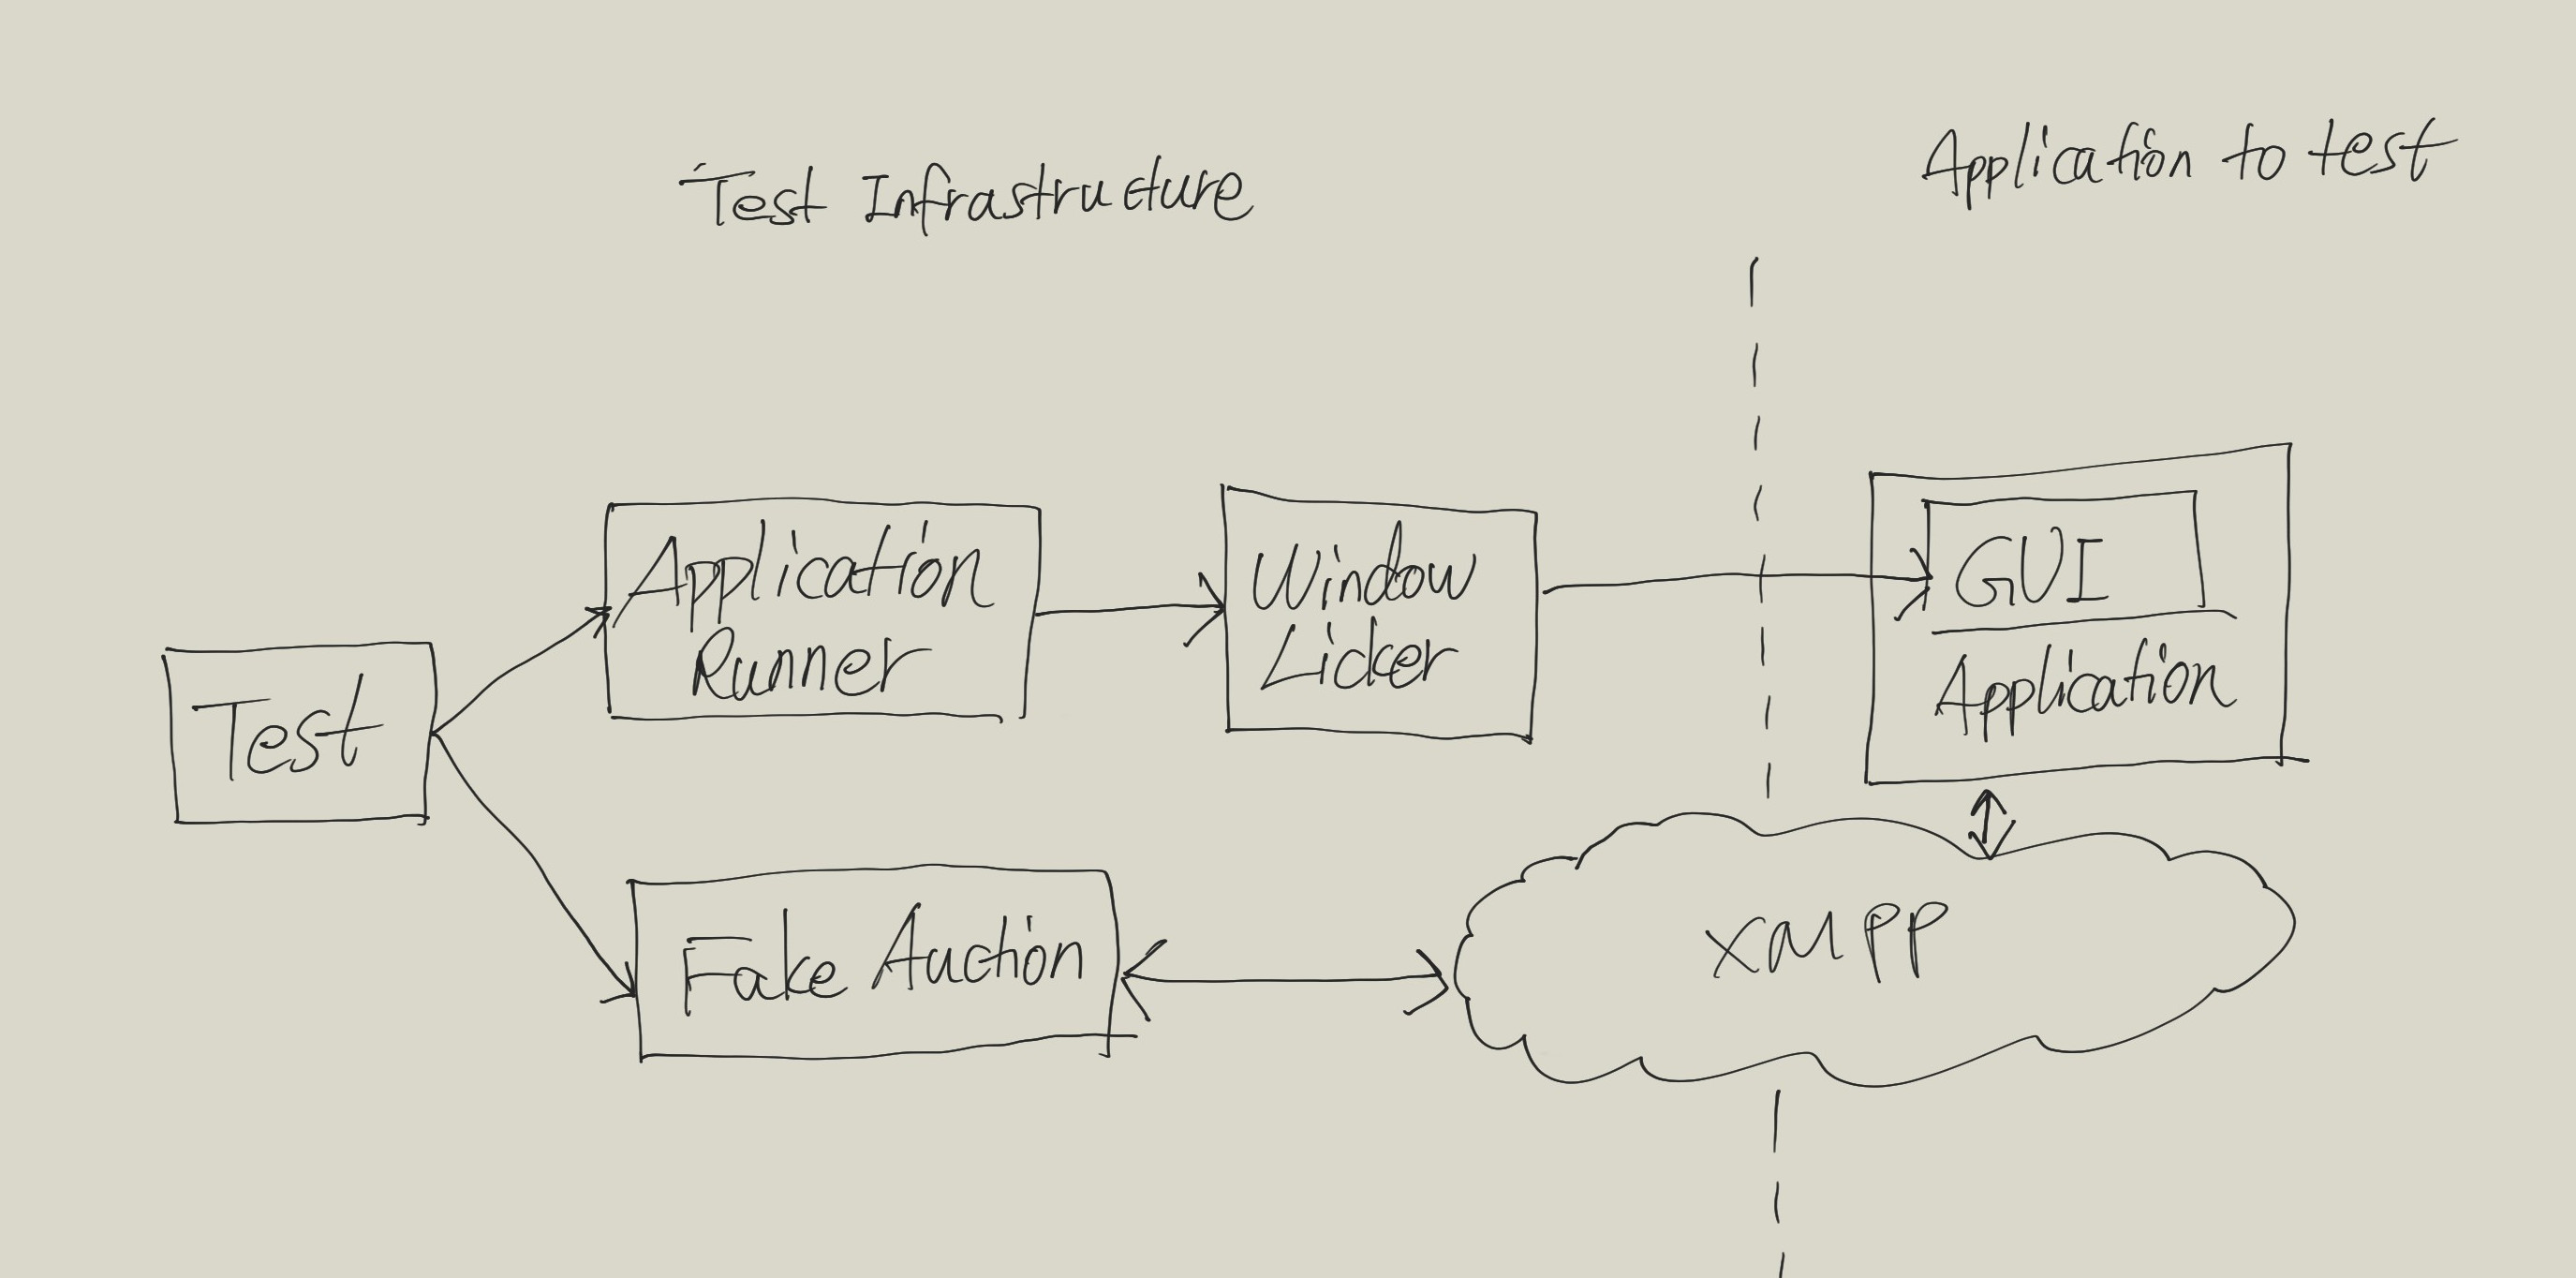 Test Infrastructure
Application to test
Test
Application
Runner
Window
Licker
GUI
Application
Fake Auction
XMPP